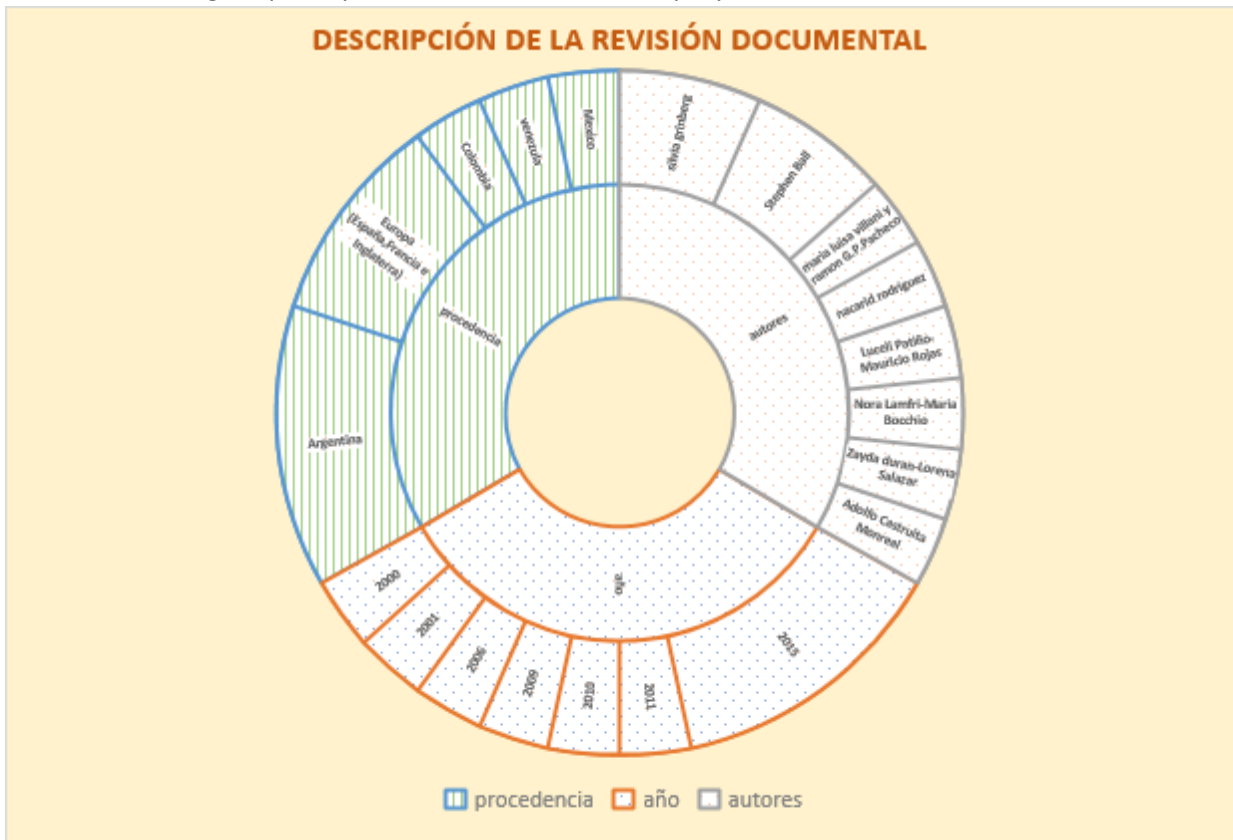 DESCRIPCIÓN DE LA REVISIÓN DOCUMENTAL
silvia grinberg
Stephen Ball
maria luisa villani y
ramon G.P.Pacheco
nacarid rodriguez
Luceli Patiño-
Mauricio Rojas
Nora Lamfri-Maria
Bocchio
Zayda duran-Lorena
Salazar
Adolfo Castruita
Monreal
autores
2015
2011
2010
2009
2006
2001
2000
año
Argentina
Europa
(España,Francia e
Inglaterra)
Colombia
venezula
Mexico
procedencia
procedencia
año
autores